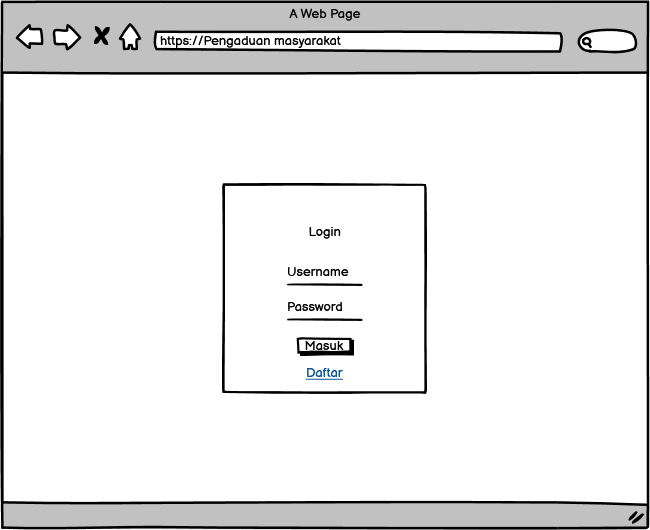 A Web Page
https://Pengaduan masyarakat
Login
Username
Password
Masuk
Daftar